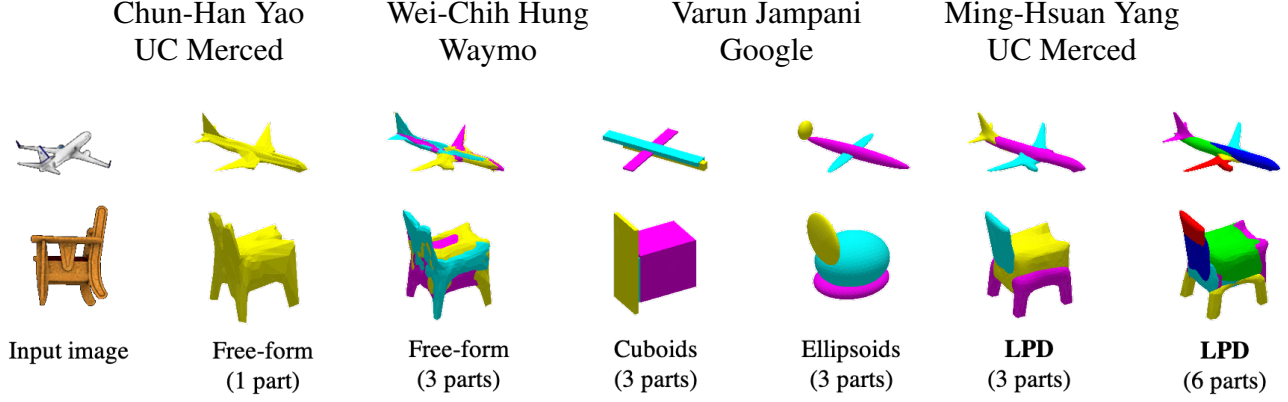 Chun-Han Yao Wei-Chih Hung Varun Jampani Ming-Hsuan Yang
UC Merced Waymo Google UC Merced
Input image Free-form Free-form Cuboids Ellipsoids LPD LPD
(1 part) (3 parts) (3 parts) (3 parts) (3 parts) (6 parts)